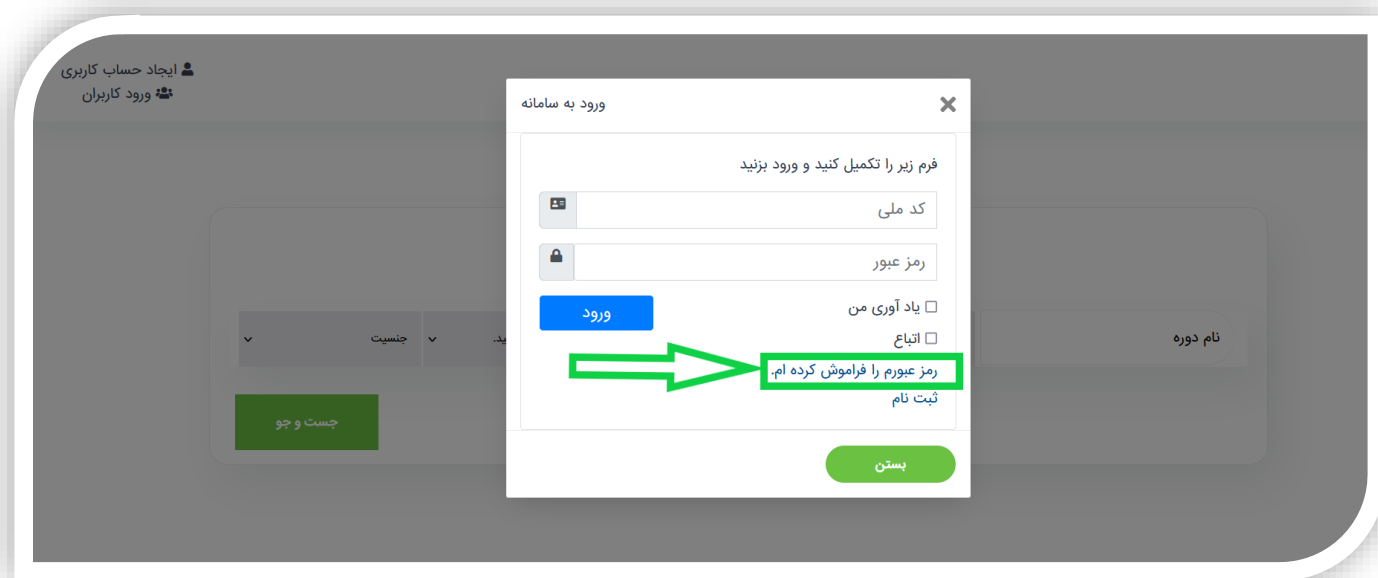 ایجاد حساب کاربری
ورود کاربران
ورود به سامانه
فرم زیر را تکمیل کنید و ورود بزنید
کد ملی
رمز عبور
یاد آوری من
ورود
اتباع
رمز عبورم را فراموش کرده ام.
ثبت نام
بستن
نام دوره
جنسیت
جست و جو